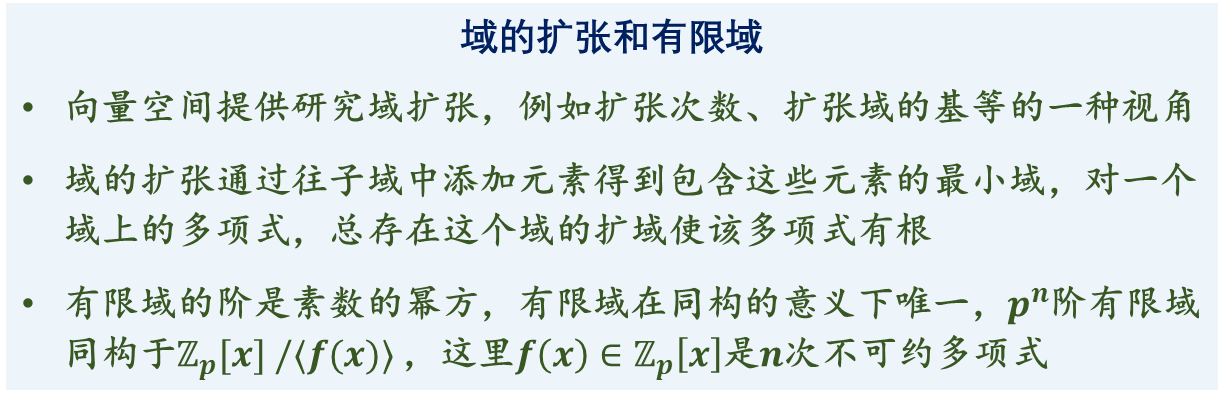 域的扩张和有限域
• 向量空间提供研究域扩张，例如扩张次数、扩张域的基等的一种视角
• 域的扩张通过往子域中添加元素得到包含这些元素的最小域，对一个
域上的多项式，总存在这个域的扩域使该多项式有根
• 有限域的阶是素数的幂方，有限域在同构的意义下唯一，pⁿ阶有限域
同构于ℤₚ[x] /⟨f(x)⟩ ，这里f(x) ∈ ℤₚ[x]是n次不可约多项式